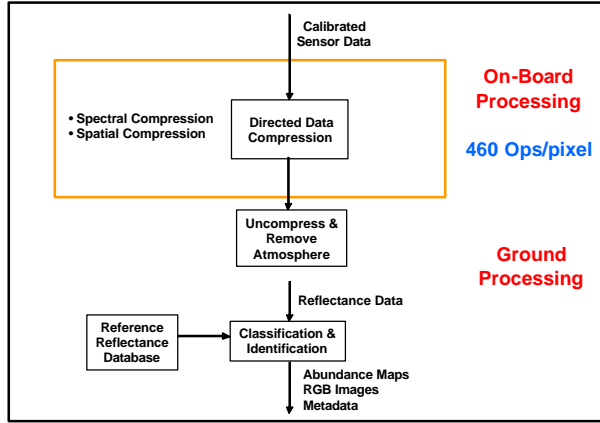 Calibrated
Sensor Data
On-Board
Processing
• Spectral Compression
• Spatial Compression
Directed Data
Compression
460 Ops/pixel
Uncompress &
Remove
Atmosphere
Ground
Processing
Reflectance Data
Reference
Reflectance
Database
Classification &
Identification
Abundance Maps
RGB Images
Metadata